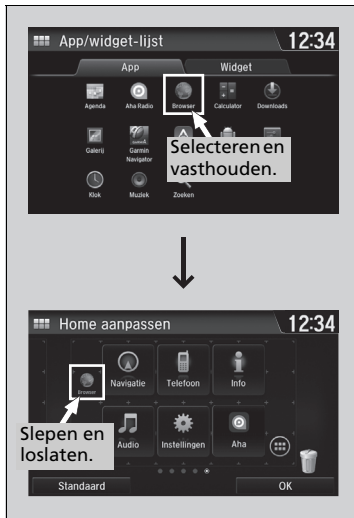 App/widget-lijst
12:34
App
Widget
Agenda
Aha Radio
Browser
Calculator
Downloads
Galerij
Garmin
Navigator
Selecteren en
vasthouden.
Klok
Muziek
Zoeken
Home aanpassen
12:34
Browser
Navigatie
Telefoon
Info
Slepen en
loslaten.
Audio
Instellingen
Aha
Standaard
OK